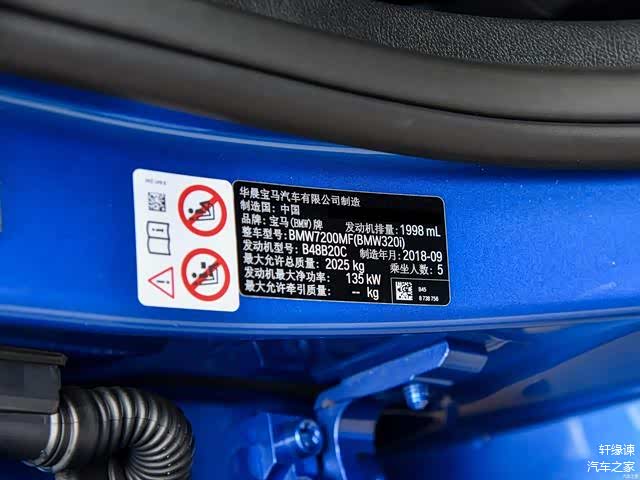 华晨宝马汽车有限公司制造
制造国：中国
品牌：宝马(BMW)牌 发动机排量：1998 mL
整车型号：BMW7200MF(BMW320i)
发动机型号：B48B20C 制造年月：2018-09
最大允许总质量：2025 kg 乘坐人数：5
发动机最大净功率：135 kW
最大允许牵引质量：-- kg
B45
8 738 756
轩缘谏
汽车之家